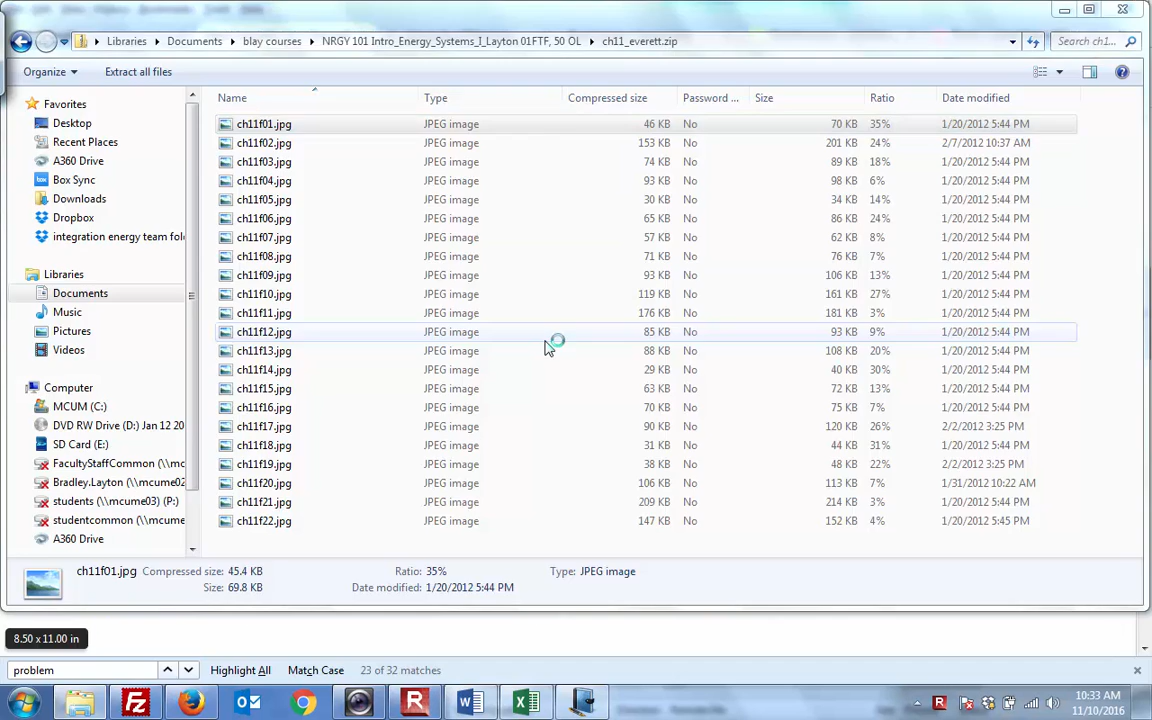 Libraries Documents blay courses NRGY 101 Intro_Energy_Systems_I_Layton 01FTF, 50 OL ch11_everett.zip Search ch1...
Organize Extract all files
Name Type Compressed size Password ... Size Ratio Date modified
Favorites
Desktop
Recent Places
A360 Drive
Box Sync
Downloads
Dropbox
integration energy team fol
Libraries
Documents
Music
Pictures
Videos
Computer
MCUM (C:)
DVD RW Drive (D:) Jan 12 20
SD Card (E:)
FacultyStaffCommon (\\mc
Bradley.Layton (\\mcume02
students (\\mcume03) (P:)
studentcommon (\\mcume
A360 Drive
ch11f01.jpg JPEG image 46 KB No 70 KB 35% 1/20/2012 5:44 PM
ch11f02.jpg JPEG image 153 KB No 201 KB 24% 2/7/2012 10:37 AM
ch11f03.jpg JPEG image 74 KB No 89 KB 18% 1/20/2012 5:44 PM
ch11f04.jpg JPEG image 93 KB No 98 KB 6% 1/20/2012 5:44 PM
ch11f05.jpg JPEG image 30 KB No 34 KB 14% 1/20/2012 5:44 PM
ch11f06.jpg JPEG image 65 KB No 86 KB 24% 1/20/2012 5:44 PM
ch11f07.jpg JPEG image 57 KB No 62 KB 8% 1/20/2012 5:44 PM
ch11f08.jpg JPEG image 71 KB No 76 KB 7% 1/20/2012 5:44 PM
ch11f09.jpg JPEG image 93 KB No 106 KB 13% 1/20/2012 5:44 PM
ch11f10.jpg JPEG image 119 KB No 161 KB 27% 1/20/2012 5:44 PM
ch11f11.jpg JPEG image 176 KB No 181 KB 3% 1/20/2012 5:44 PM
ch11f12.jpg JPEG image 85 KB No 93 KB 9% 1/20/2012 5:44 PM
ch11f13.jpg JPEG image 88 KB No 108 KB 20% 1/20/2012 5:44 PM
ch11f14.jpg JPEG image 29 KB No 40 KB 30% 1/20/2012 5:44 PM
ch11f15.jpg JPEG image 63 KB No 72 KB 13% 1/20/2012 5:44 PM
ch11f16.jpg JPEG image 70 KB No 75 KB 7% 1/20/2012 5:44 PM
ch11f17.jpg JPEG image 90 KB No 120 KB 26% 2/2/2012 3:25 PM
ch11f18.jpg JPEG image 31 KB No 44 KB 31% 1/20/2012 5:44 PM
ch11f19.jpg JPEG image 38 KB No 48 KB 22% 2/2/2012 3:25 PM
ch11f20.jpg JPEG image 106 KB No 113 KB 7% 1/31/2012 10:22 AM
ch11f21.jpg JPEG image 209 KB No 214 KB 3% 1/20/2012 5:44 PM
ch11f22.jpg JPEG image 147 KB No 152 KB 4% 1/20/2012 5:45 PM
ch11f01.jpg Compressed size: 45.4 KB Ratio: 35% Type: JPEG image
Size: 69.8 KB Date modified: 1/20/2012 5:44 PM
8.50 x 11.00 in
problem Highlight All Match Case 23 of 32 matches
10:33 AM
11/10/2016